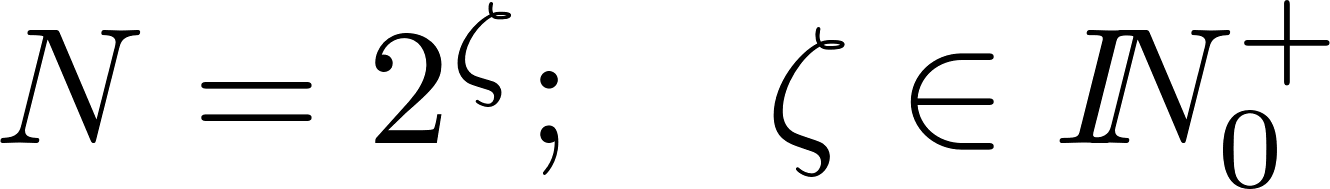 N = 2^ζ ; ζ ∈ ℕ₀⁺